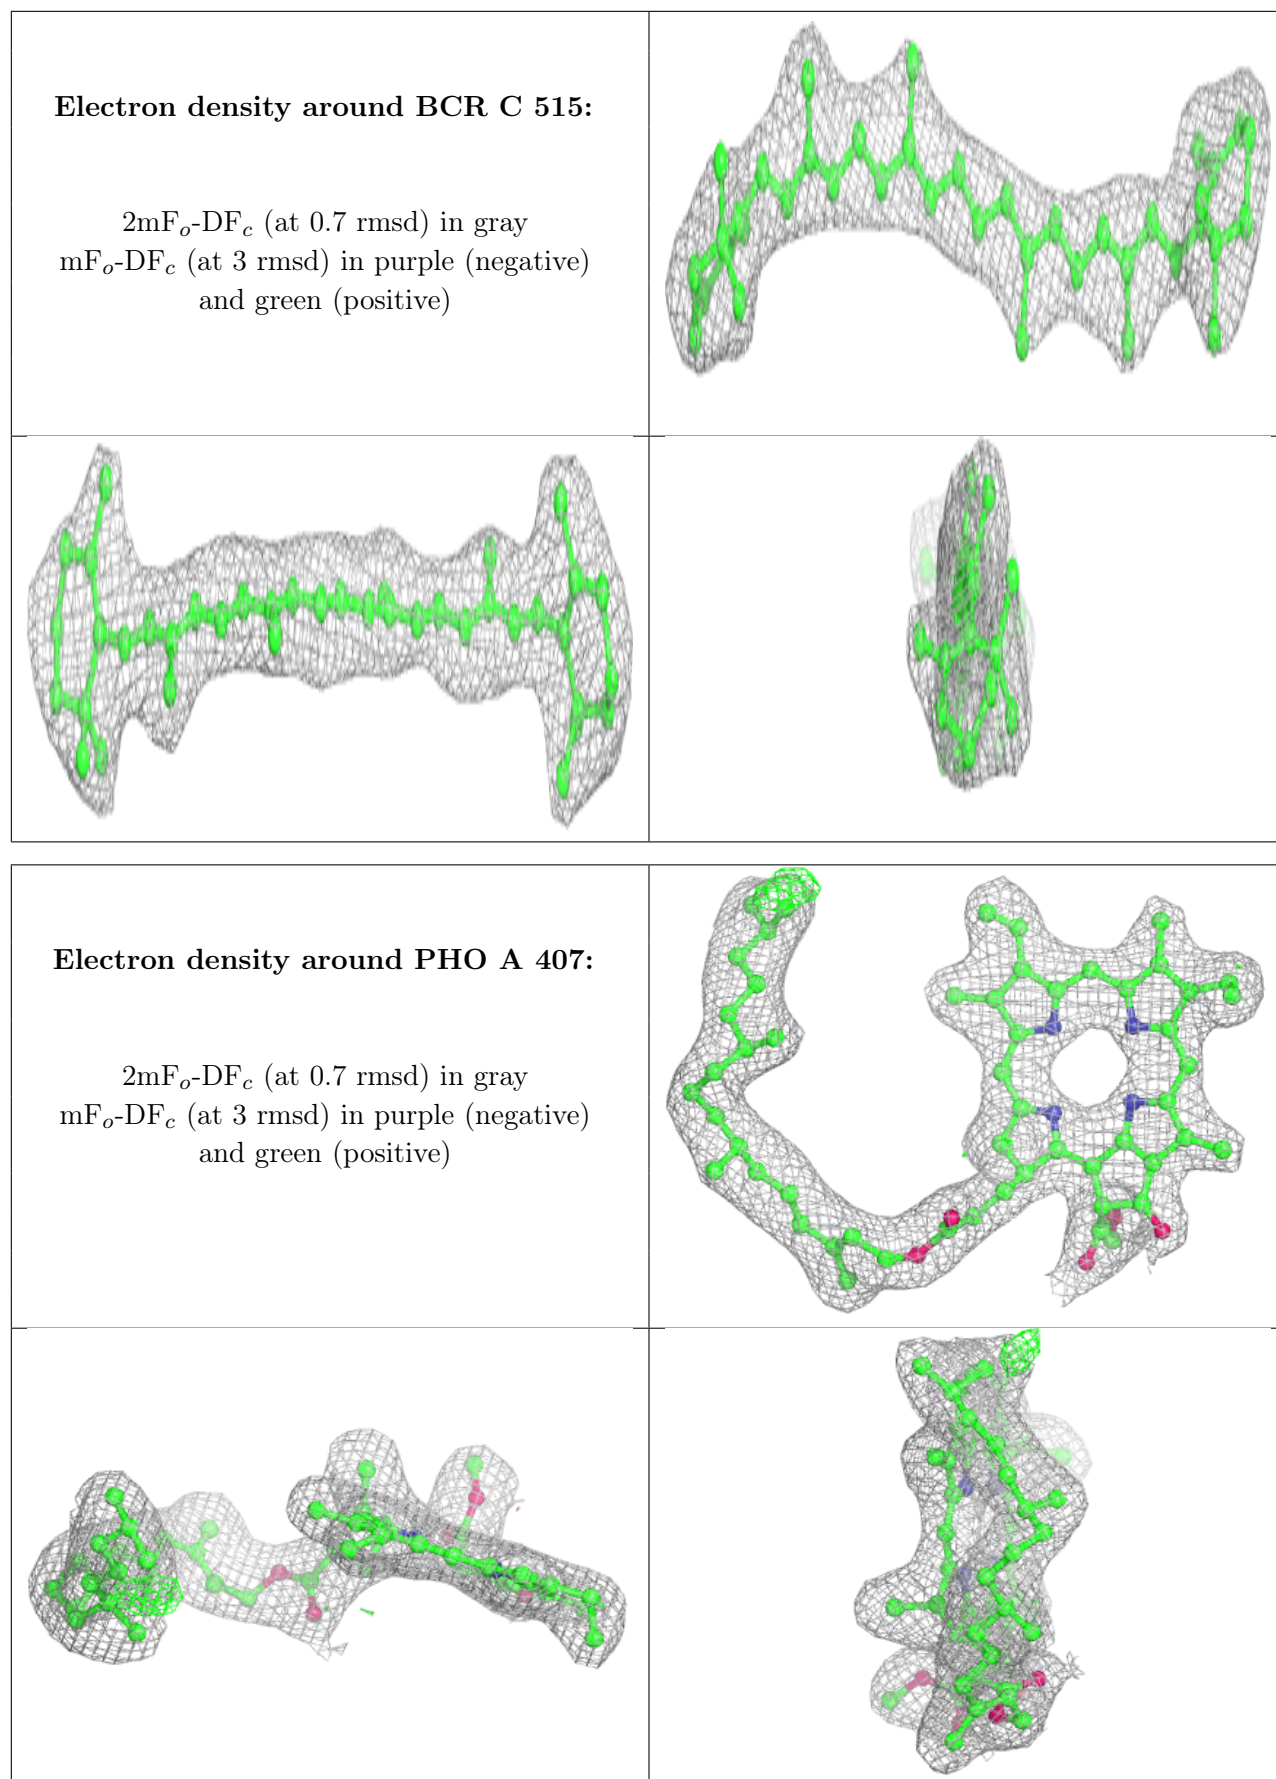 Electron density around BCR C 515:
2mFo-DFc (at 0.7 rmsd) in gray
mFo-DFc (at 3 rmsd) in purple (negative)
and green (positive)
Electron density around PHO A 407:
2mFo-DFc (at 0.7 rmsd) in gray
mFo-DFc (at 3 rmsd) in purple (negative)
and green (positive)